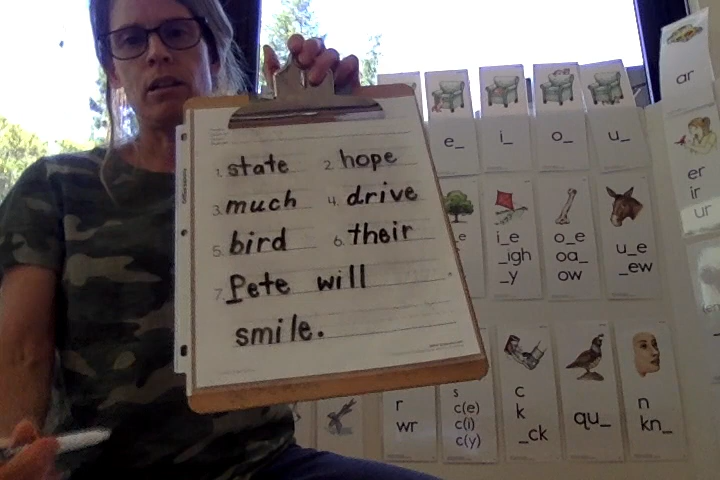 1. state 2. hope
3. much 4. drive
5. bird 6. their
7. Pete will
smile.
e_ i_ o_ u_
ar
er
ir
ur
_e
i_e
_igh
_y
o_e
oa_
ow
u_e
_ew
r
wr
s
c(e)
c(i)
c(y)
c
k
_ck
qu_
n
kn_